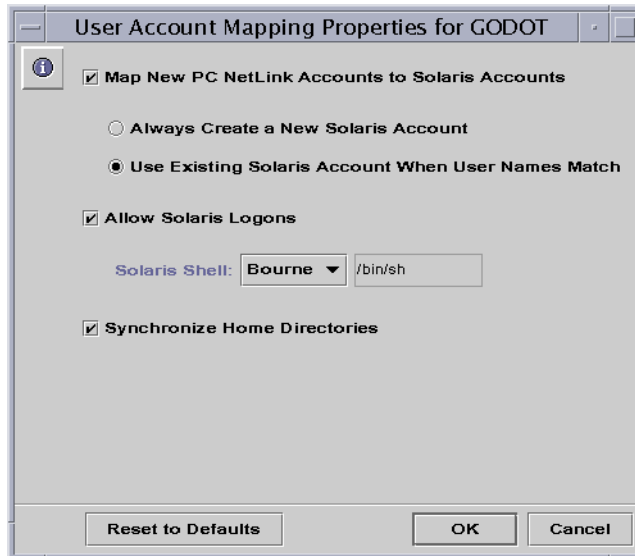 User Account Mapping Properties for GODOT
Map New PC NetLink Accounts to Solaris Accounts
Always Create a New Solaris Account
Use Existing Solaris Account When User Names Match
Allow Solaris Logons
Solaris Shell: Bourne /bin/sh
Synchronize Home Directories
Reset to Defaults OK Cancel